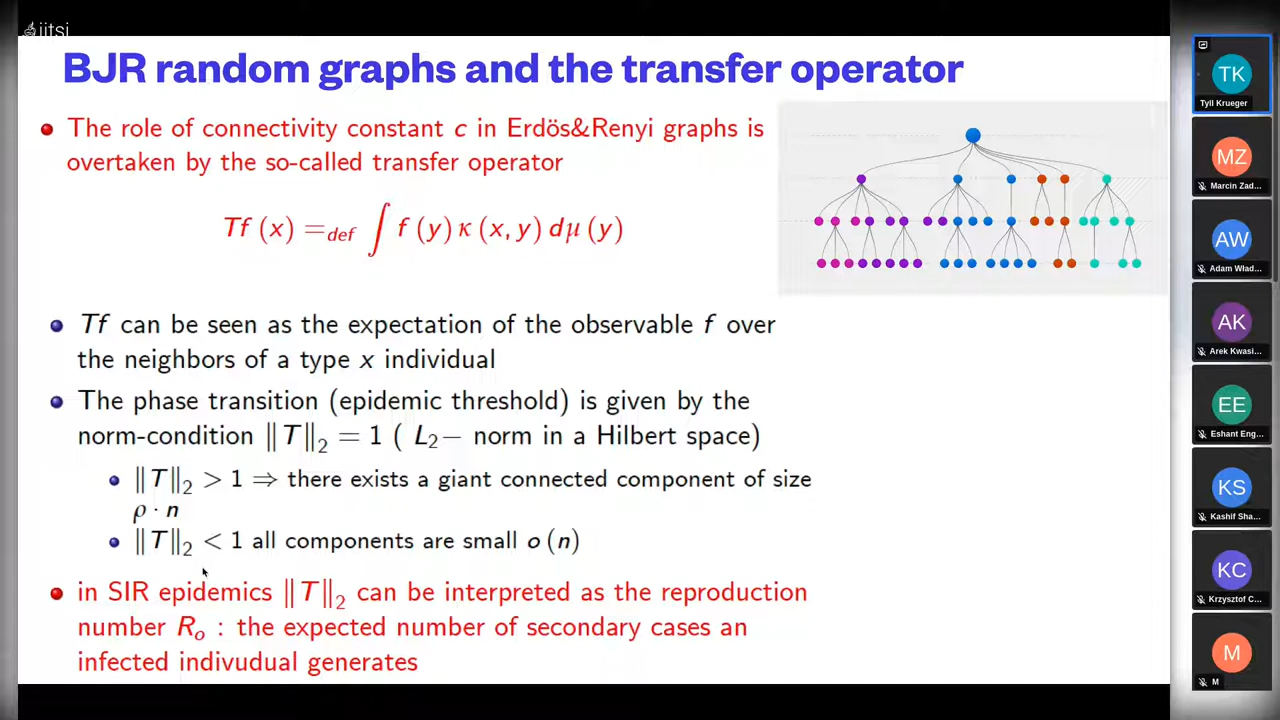 jitsi
BJR random graphs and the transfer operator
The role of connectivity constant c in Erdös&Renyi graphs is
overtaken by the so-called transfer operator
Tf (x) =def ∫ f (y) κ (x, y) dμ (y)
Tf can be seen as the expectation of the observable f over
the neighbors of a type x individual
The phase transition (epidemic threshold) is given by the
norm-condition ‖T‖₂ = 1 ( L₂− norm in a Hilbert space)
‖T‖₂ > 1 ⇒ there exists a giant connected component of size
ρ · n
‖T‖₂ < 1 all components are small o (n)
in SIR epidemics ‖T‖₂ can be interpreted as the reproduction
number Rₒ : the expected number of secondary cases an
infected indivudual generates
TK
Tyll Krueger
MZ
Marcin Zad...
AW
Adam Wład...
AK
Arek Kwasi...
EE
Eshant Eng...
KS
Kashif Sha...
KC
Krzysztof C...
M
M